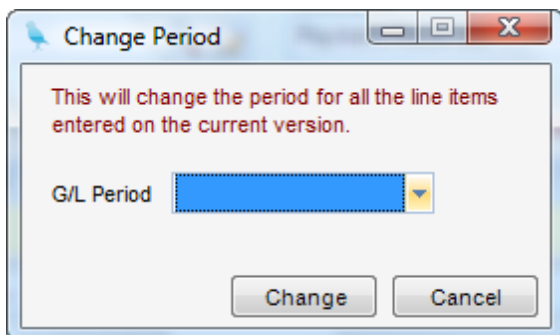 Change Period
This will change the period for all the line items
entered on the current version.
G/L Period
Change Cancel